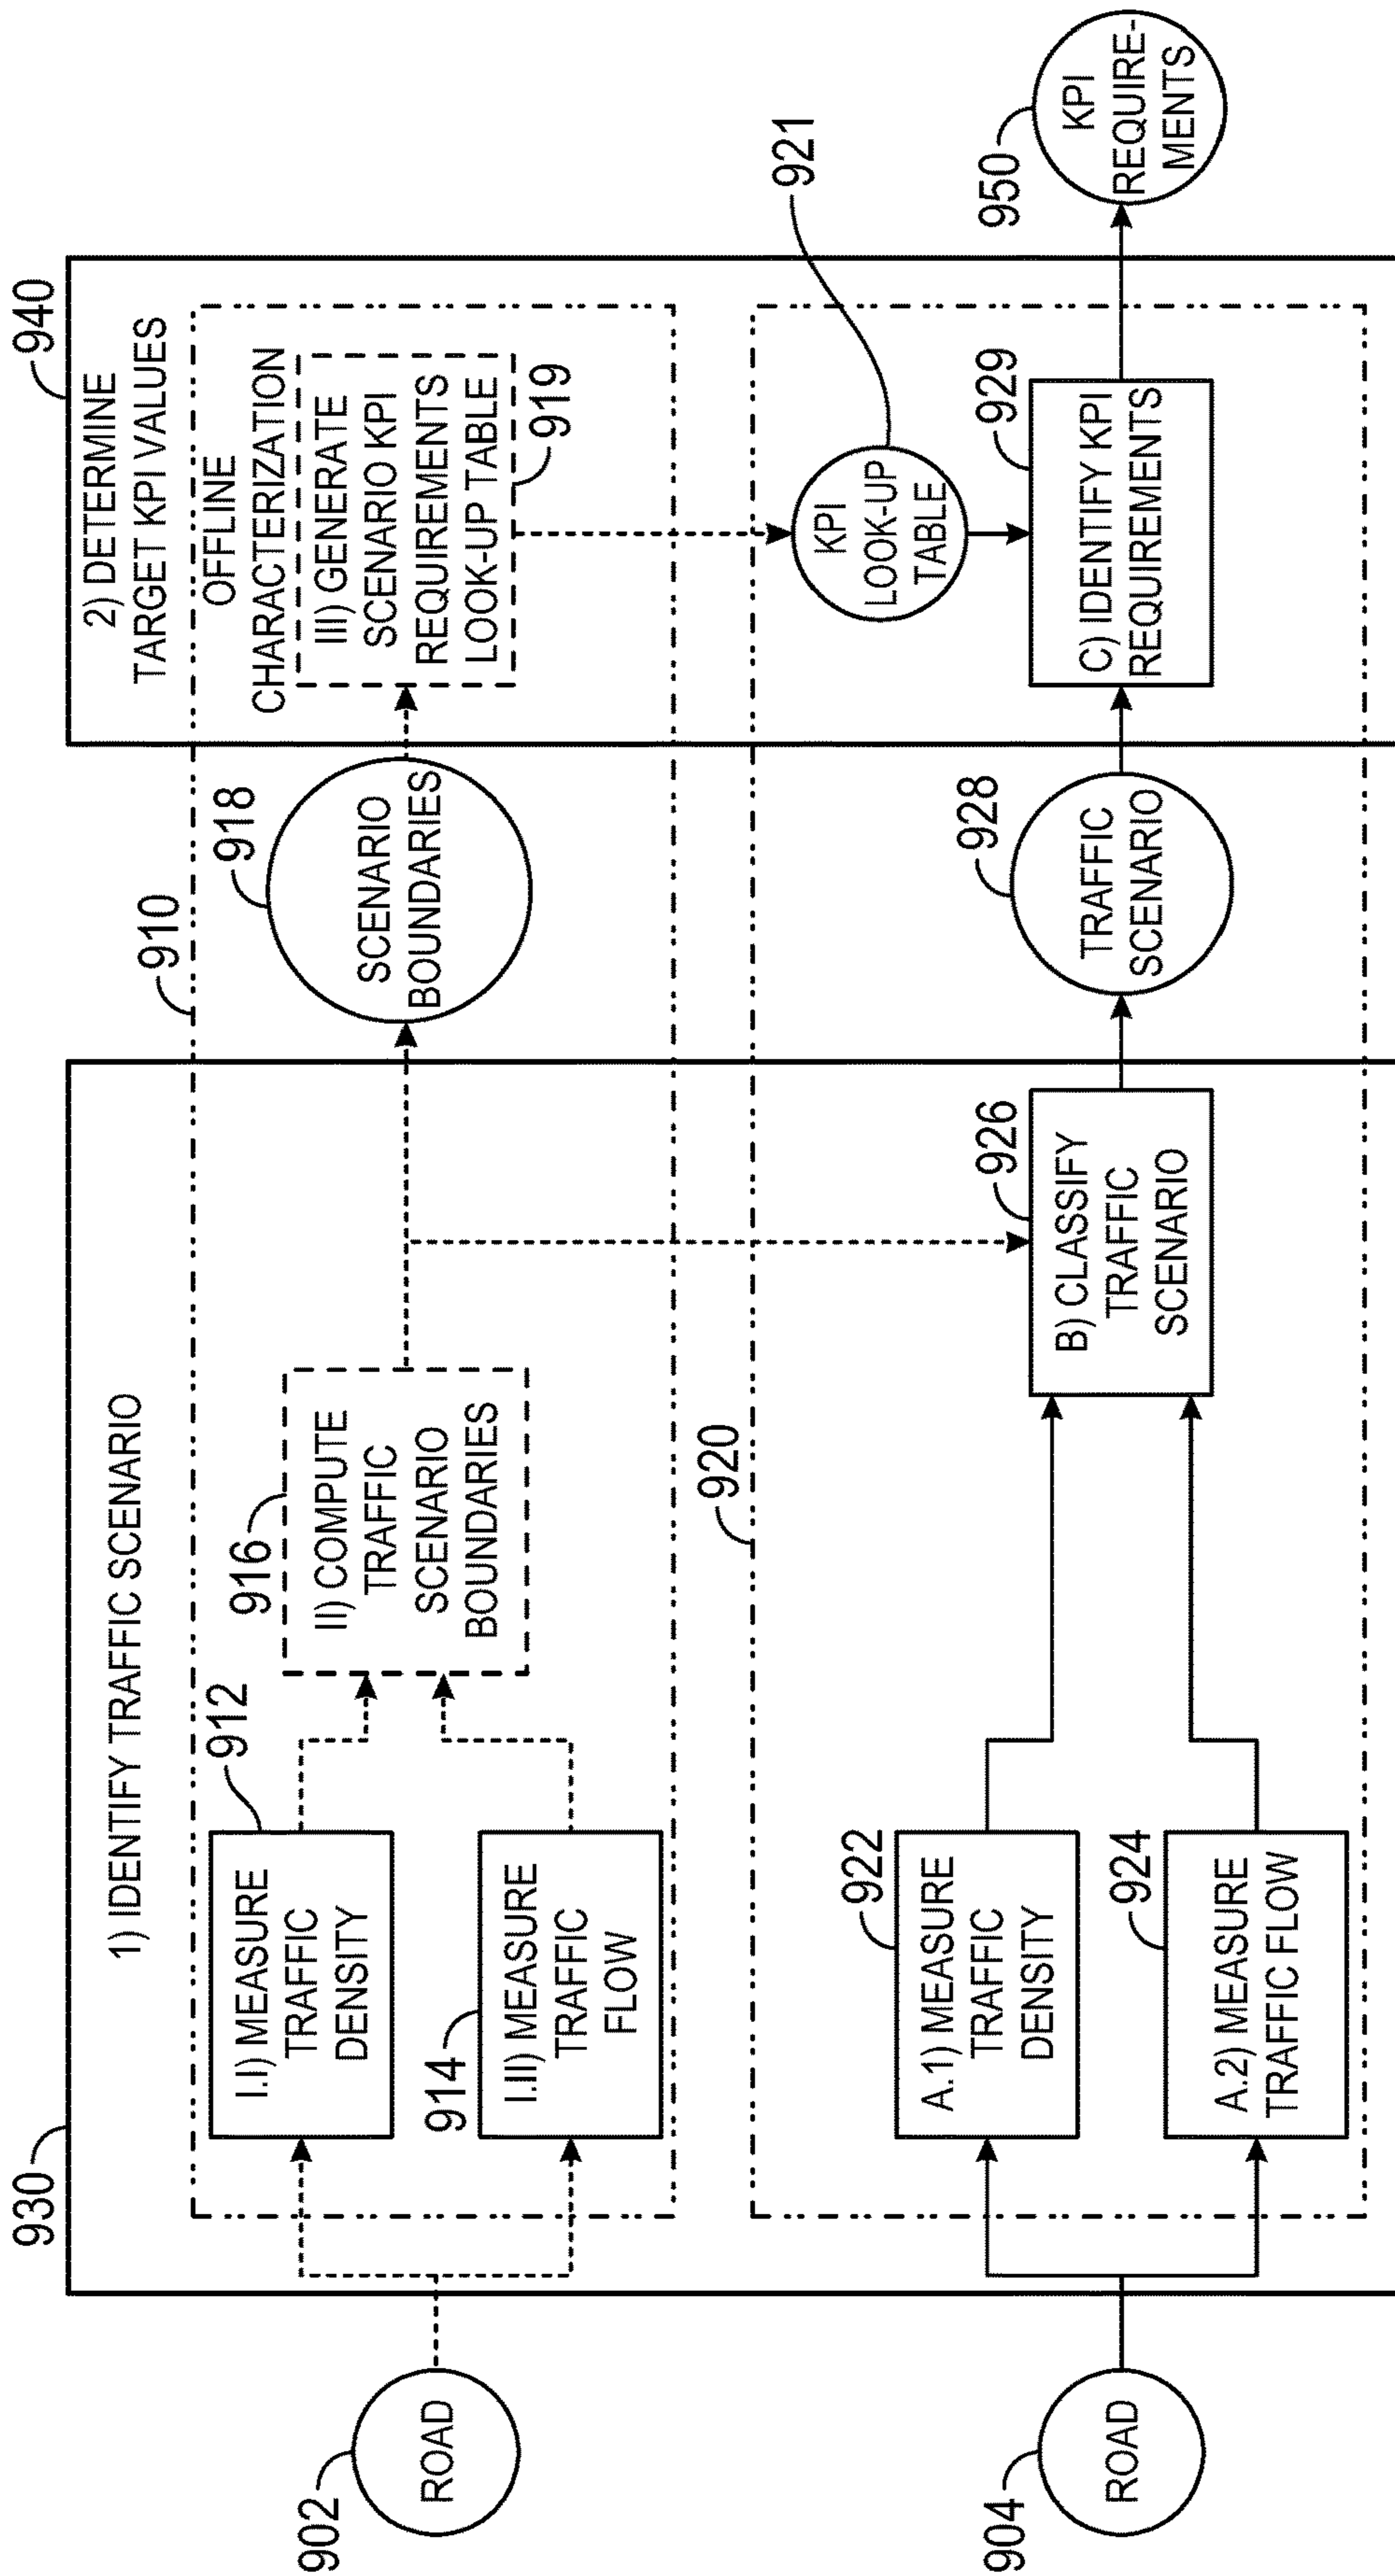 930
1) IDENTIFY TRAFFIC SCENARIO
940
2) DETERMINE
TARGET KPI VALUES
910
902
ROAD
I.I) MEASURE
TRAFFIC
DENSITY
912
914
I.II) MEASURE
TRAFFIC
FLOW
916
II) COMPUTE
TRAFFIC
SCENARIO
BOUNDARIES
918
SCENARIO
BOUNDARIES
OFFLINE
CHARACTERIZATION
III) GENERATE
SCENARIO KPI
REQUIREMENTS
LOOK-UP TABLE
919
920
904
ROAD
922
A.1) MEASURE
TRAFFIC
DENSITY
924
A.2) MEASURE
TRAFFIC FLOW
926
B) CLASSIFY
TRAFFIC
SCENARIO
928
TRAFFIC
SCENARIO
KPI
LOOK-UP
TABLE
921
929
C) IDENTIFY KPI
REQUIREMENTS
950
KPI
REQUIRE-
MENTS